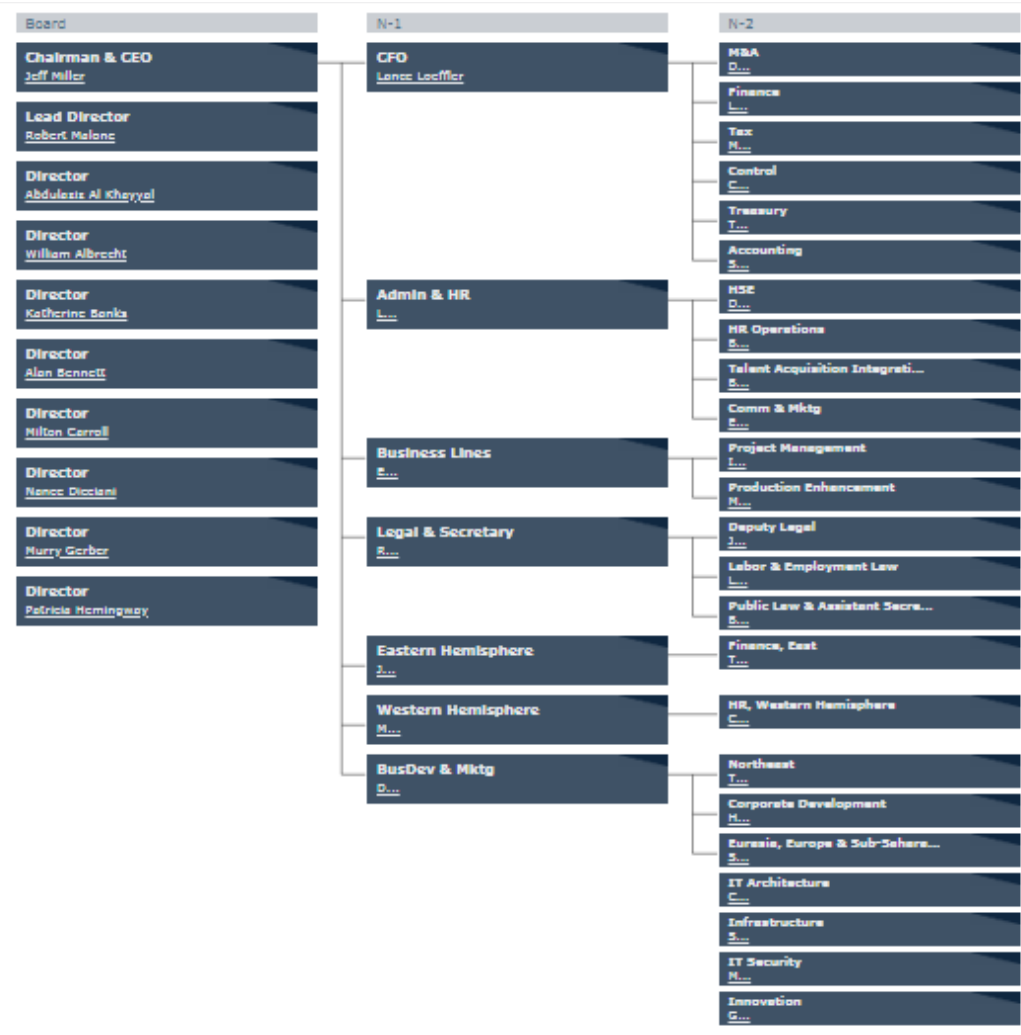 Board
Chairman & CEO
Jeff Miller
Lead Director
Robert Malone
Director
Abdulaziz Al Khayyal
Director
William Albrecht
Director
Katherine Banks
Director
Alan Bennett
Director
Milton Carroll
Director
Nance Dicciani
Director
Murry Gerber
Director
Patricia Hemingway
N-1
CFO
Lance Loeffler
Admin & HR
L...
Business Lines
E...
Legal & Secretary
R...
Eastern Hemisphere
J...
Western Hemisphere
M...
BusDev & Mktg
D...
N-2
M&A
D...
Finance
L...
Tax
M...
Control
C...
Treasury
T...
Accounting
S...
HSE
D...
HR Operations
B...
Talent Acquisition Integrati...
B...
Comm & Mktg
E...
Project Management
I...
Production Enhancement
M...
Deputy Legal
J...
Labor & Employment Law
L...
Public Law & Assistant Secre...
B...
Finance, East
T...
HR, Western Hemisphere
C...
Northeast
T...
Corporate Development
H...
Eurasia, Europe & Sub-Sahara...
S...
IT Architecture
C...
Infrastructure
S...
IT Security
M...
Innovation
G...